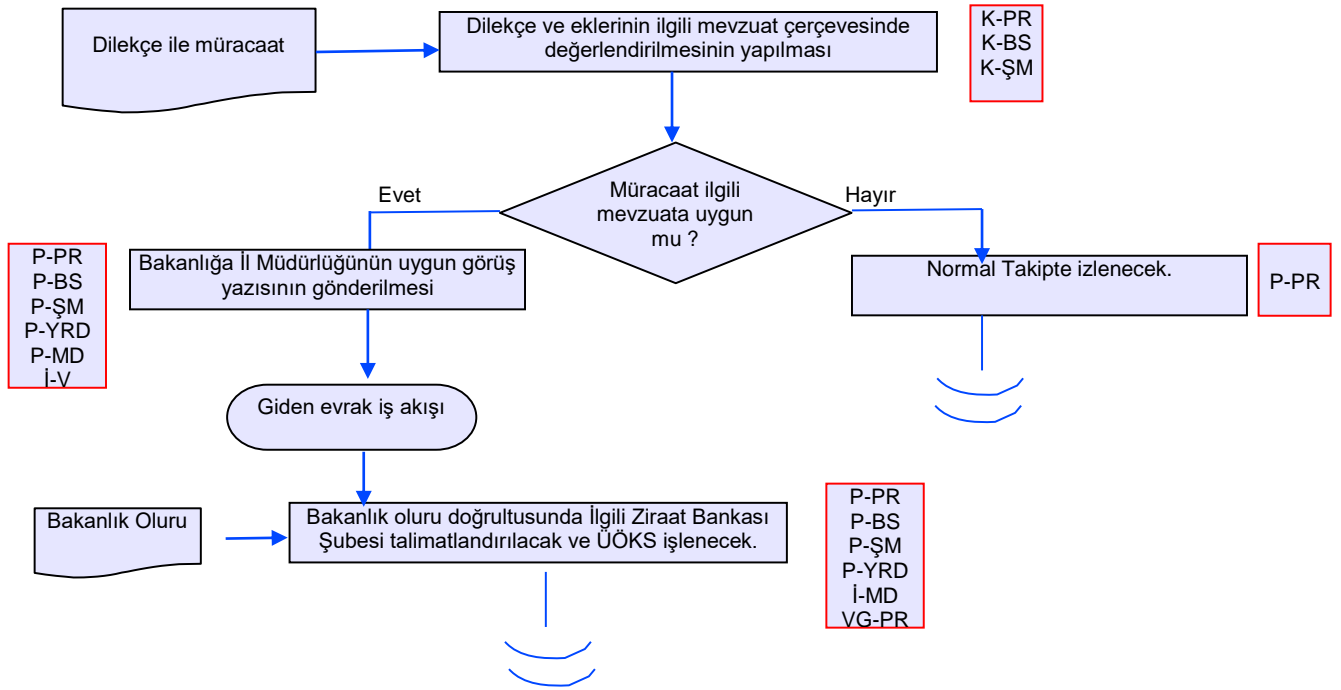 Dilekçe ile müracaat
Dilekçe ve eklerinin ilgili mevzuat çerçevesinde
değerlendirilmesinin yapılması
K-PR
K-BS
K-ŞM
Müracaat ilgili
mevzuata uygun
mu ?
Evet
Hayır
P-PR
P-BS
P-ŞM
P-YRD
P-MD
İ-V
Bakanlığa İl Müdürlüğünün uygun görüş
yazısının gönderilmesi
Normal Takipte izlenecek.
P-PR
Giden evrak iş akışı
Bakanlık Oluru
Bakanlık oluru doğrultusunda İlgili Ziraat Bankası
Şubesi talimatlandırılacak ve ÜÖKS işlenecek.
P-PR
P-BS
P-ŞM
P-YRD
İ-MD
VG-PR